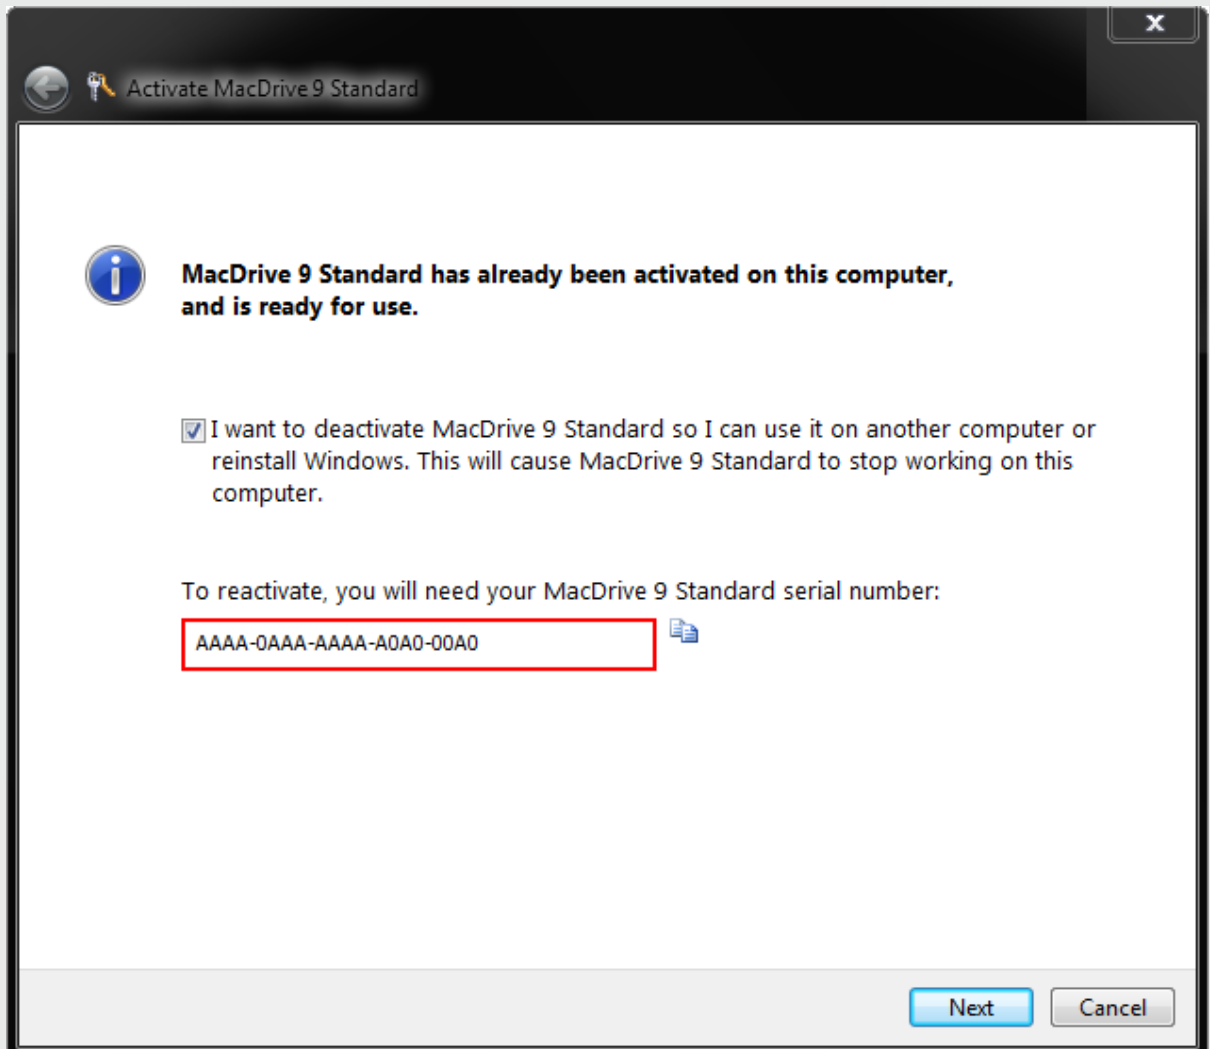 x
Activate MacDrive 9 Standard
MacDrive 9 Standard has already been activated on this computer,
and is ready for use.
I want to deactivate MacDrive 9 Standard so I can use it on another computer or
reinstall Windows. This will cause MacDrive 9 Standard to stop working on this
computer.
To reactivate, you will need your MacDrive 9 Standard serial number:
AAAA-0AAA-AAAA-A0A0-00A0
Next Cancel